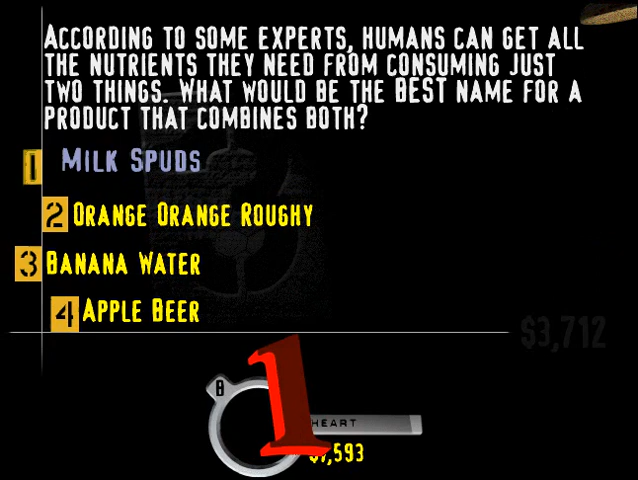 ACCORDING TO SOME EXPERTS, HUMANS CAN GET ALL
THE NUTRIENTS THEY NEED FROM CONSUMING JUST
TWO THINGS. WHAT WOULD BE THE BEST NAME FOR A
PRODUCT THAT COMBINES BOTH?
1 MILK SPUDS
2 ORANGE ORANGE ROUGHY
3 BANANA WATER
4 APPLE BEER
$3,712
B
1
HEART
,593